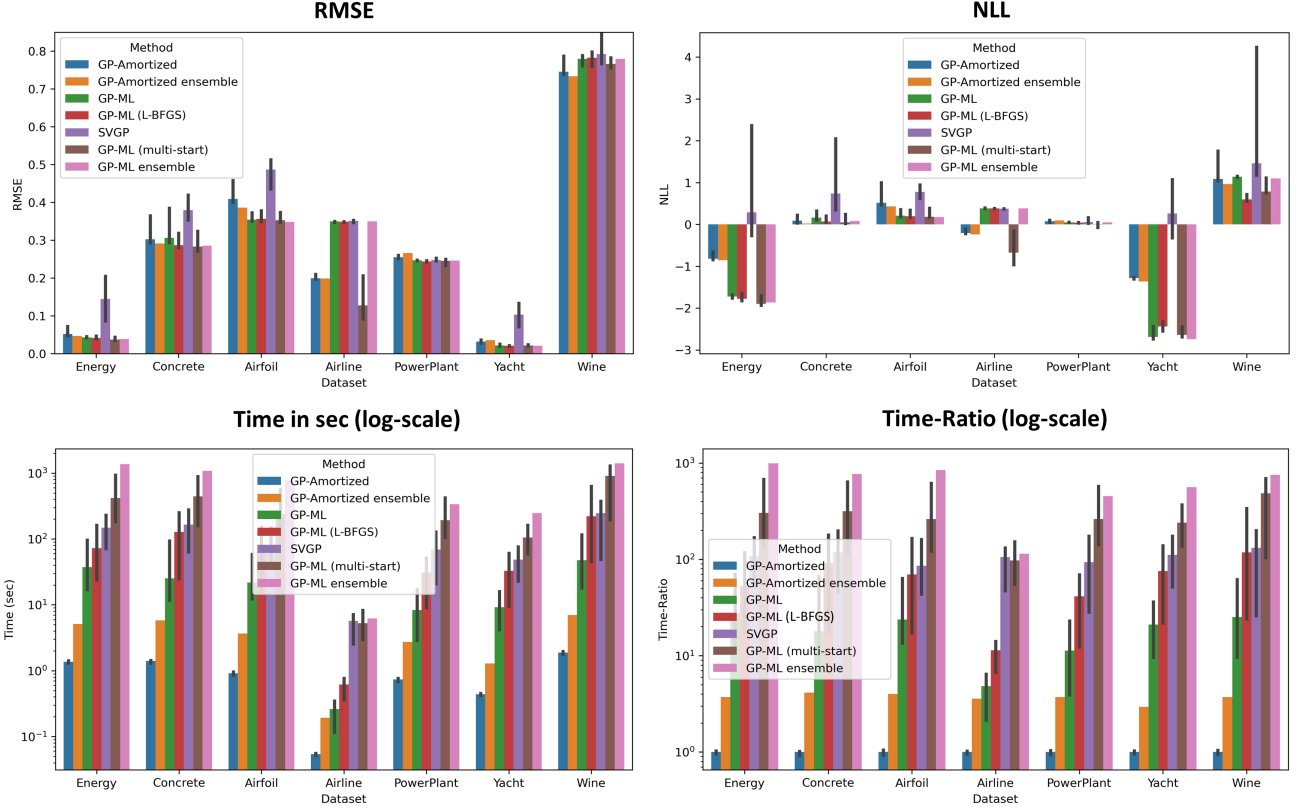 RMSE
Method
GP-Amortized
GP-Amortized ensemble
GP-ML
GP-ML (L-BFGS)
SVGP
GP-ML (multi-start)
GP-ML ensemble
RMSE
0.8
0.7
0.6
0.5
0.4
0.3
0.2
0.1
0.0
Energy Concrete Airfoil Airline PowerPlant Yacht Wine
Dataset
NLL
Method
GP-Amortized
GP-Amortized ensemble
GP-ML
GP-ML (L-BFGS)
SVGP
GP-ML (multi-start)
GP-ML ensemble
NLL
4
3
2
1
0
−1
−2
−3
Energy Concrete Airfoil Airline PowerPlant Yacht Wine
Dataset
Time in sec (log-scale)
Method
GP-Amortized
GP-Amortized ensemble
GP-ML
GP-ML (L-BFGS)
SVGP
GP-ML (multi-start)
GP-ML ensemble
Time (sec)
10³
10²
10¹
10⁰
10⁻¹
Energy Concrete Airfoil Airline PowerPlant Yacht Wine
Dataset
Time-Ratio (log-scale)
Method
GP-Amortized
GP-Amortized ensemble
GP-ML
GP-ML (L-BFGS)
SVGP
GP-ML (multi-start)
GP-ML ensemble
Time-Ratio
10³
10²
10¹
10⁰
Energy Concrete Airfoil Airline PowerPlant Yacht Wine
Dataset